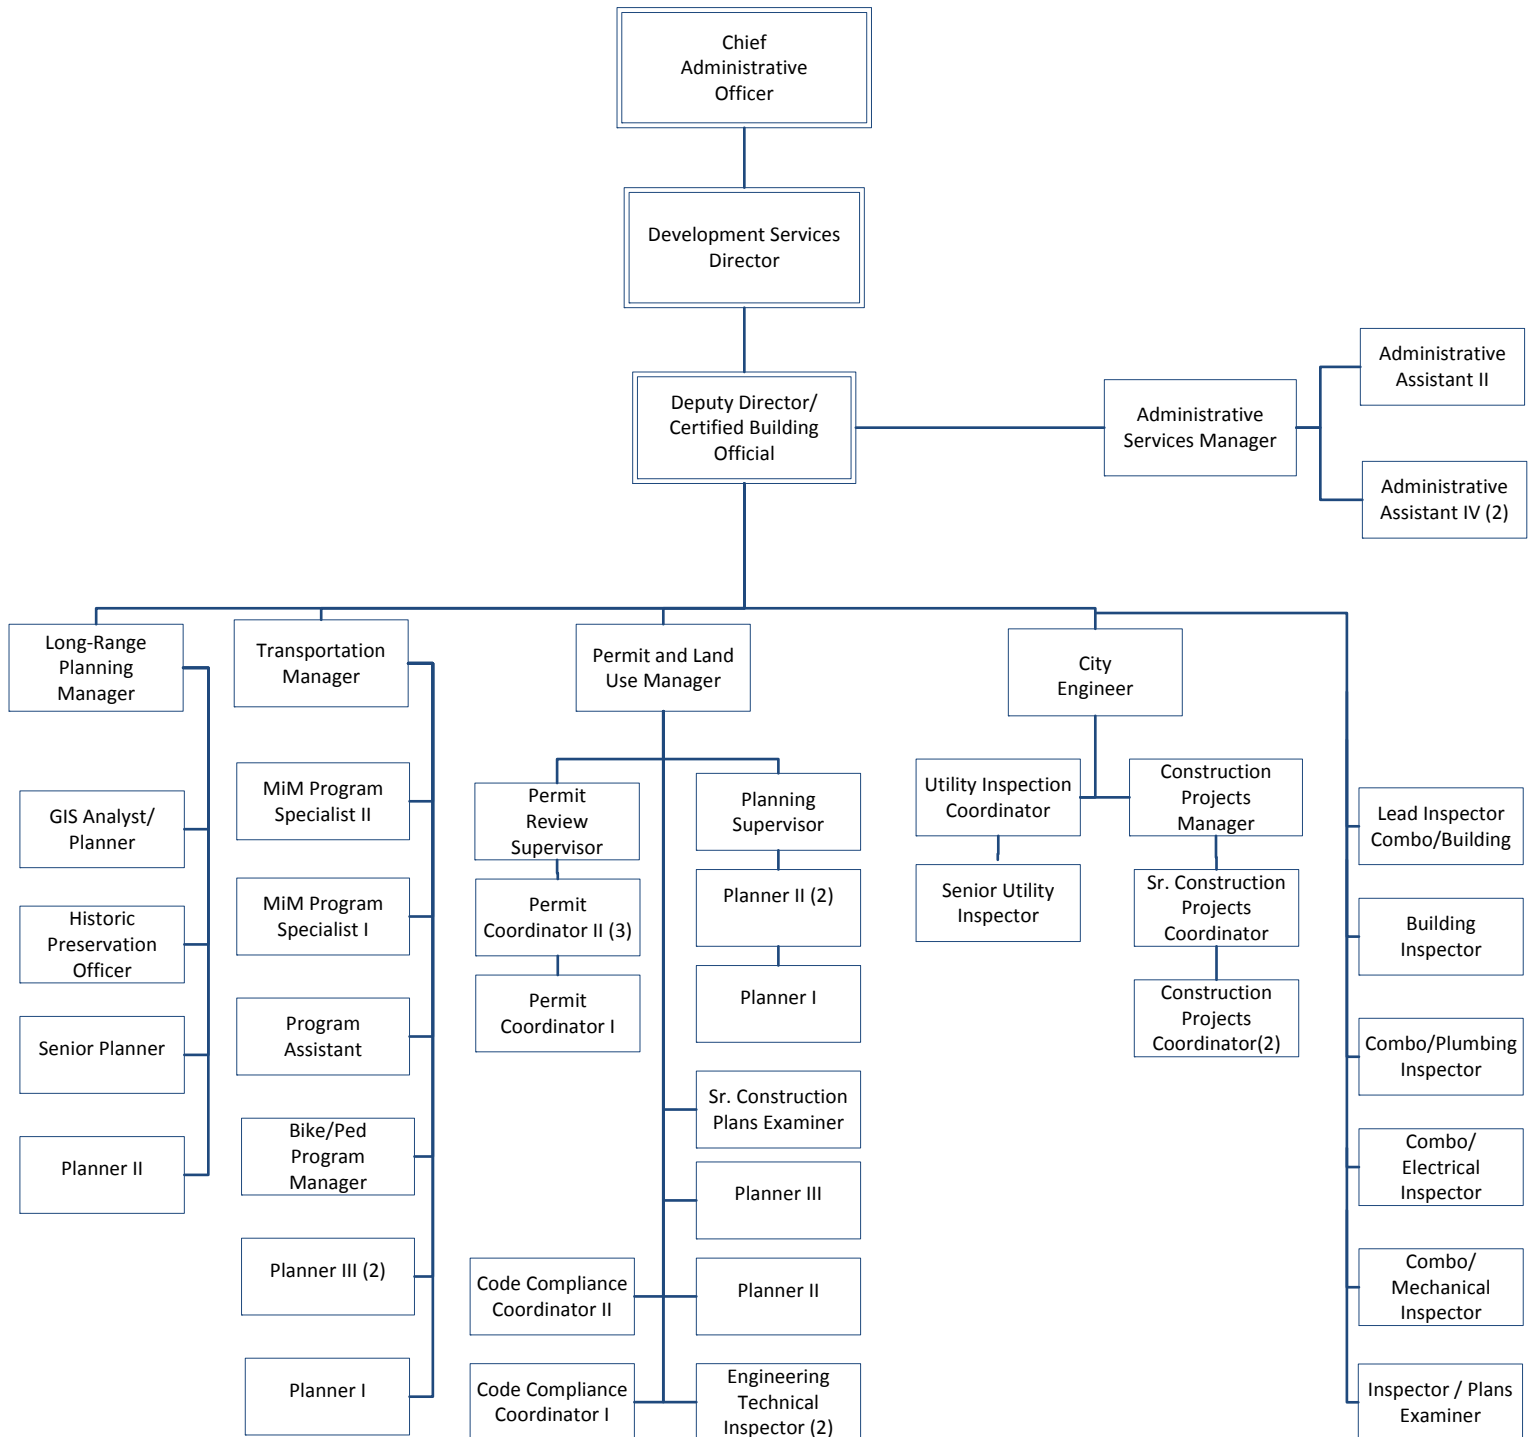 Chief
Administrative
Officer
Development Services
Director
Deputy Director/
Certified Building
Official
Administrative
Services Manager
Administrative
Assistant II
Administrative
Assistant IV (2)
Long-Range
Planning
Manager
GIS Analyst/
Planner
Historic
Preservation
Officer
Senior Planner
Planner II
Transportation
Manager
MiM Program
Specialist II
MiM Program
Specialist I
Program
Assistant
Bike/Ped
Program
Manager
Planner III (2)
Planner I
Permit and Land
Use Manager
Permit
Review
Supervisor
Permit
Coordinator II (3)
Permit
Coordinator I
Planning
Supervisor
Planner II (2)
Planner I
Sr. Construction
Plans Examiner
Planner III
Code Compliance
Coordinator II
Planner II
Code Compliance
Coordinator I
Engineering
Technical
Inspector (2)
City
Engineer
Utility Inspection
Coordinator
Senior Utility
Inspector
Construction
Projects
Manager
Sr. Construction
Projects
Coordinator
Construction
Projects
Coordinator(2)
Lead Inspector
Combo/Building
Building
Inspector
Combo/Plumbing
Inspector
Combo/
Electrical
Inspector
Combo/
Mechanical
Inspector
Inspector / Plans
Examiner